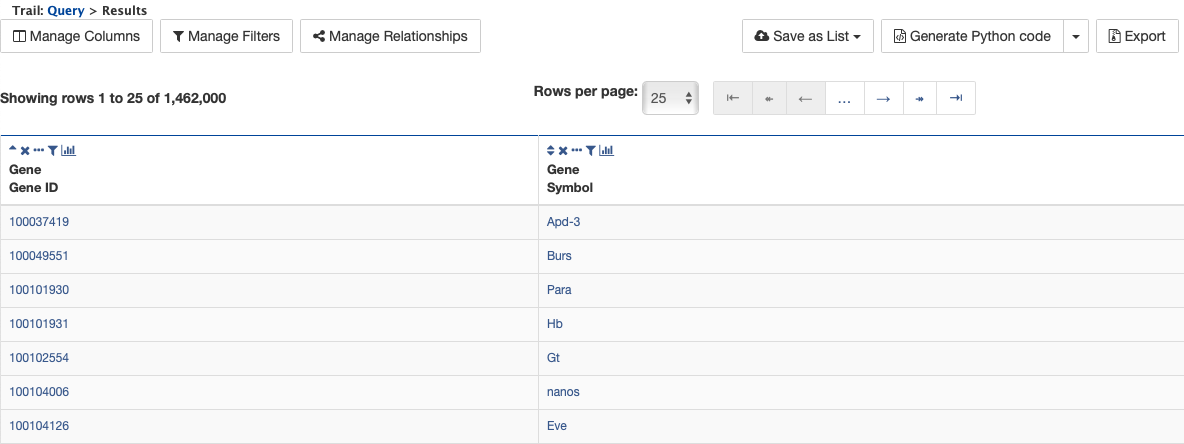 Trail: Query > Results
Manage Columns Manage Filters Manage Relationships Save as List Generate Python code Export
Showing rows 1 to 25 of 1,462,000 Rows per page: 25 ...
Gene Gene
Gene ID Symbol
100037419 Apd-3
100049551 Burs
100101930 Para
100101931 Hb
100102554 Gt
100104006 nanos
100104126 Eve